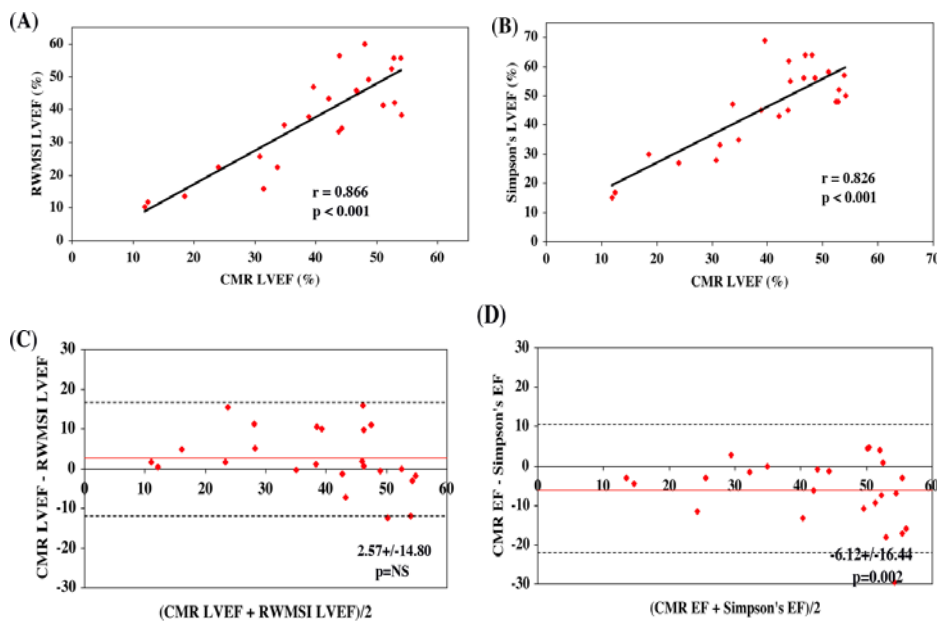 (A)
RWMSI LVEF (%)
60
50
40
30
20
10
0
r = 0.866
p < 0.001
0 10 20 30 40 50 60
CMR LVEF (%)
(B)
Simpson's LVEF (%)
70
60
50
40
30
20
10
0
r = 0.826
p < 0.001
0 10 20 30 40 50 60 70
CMR LVEF (%)
(C)
CMR LVEF - RWMSI LVEF
30
20
10
0
-10
-20
-30
0 10 20 30 40 50 60
2.57+/-14.80
p=NS
(CMR LVEF + RWMSI LVEF)/2
(D)
CMR EF - Simpson's EF
30
20
10
0
-10
-20
-30
0 10 20 30 40 50 60
-6.12+/-16.44
p=0.002
(CMR EF + Simpson's EF)/2